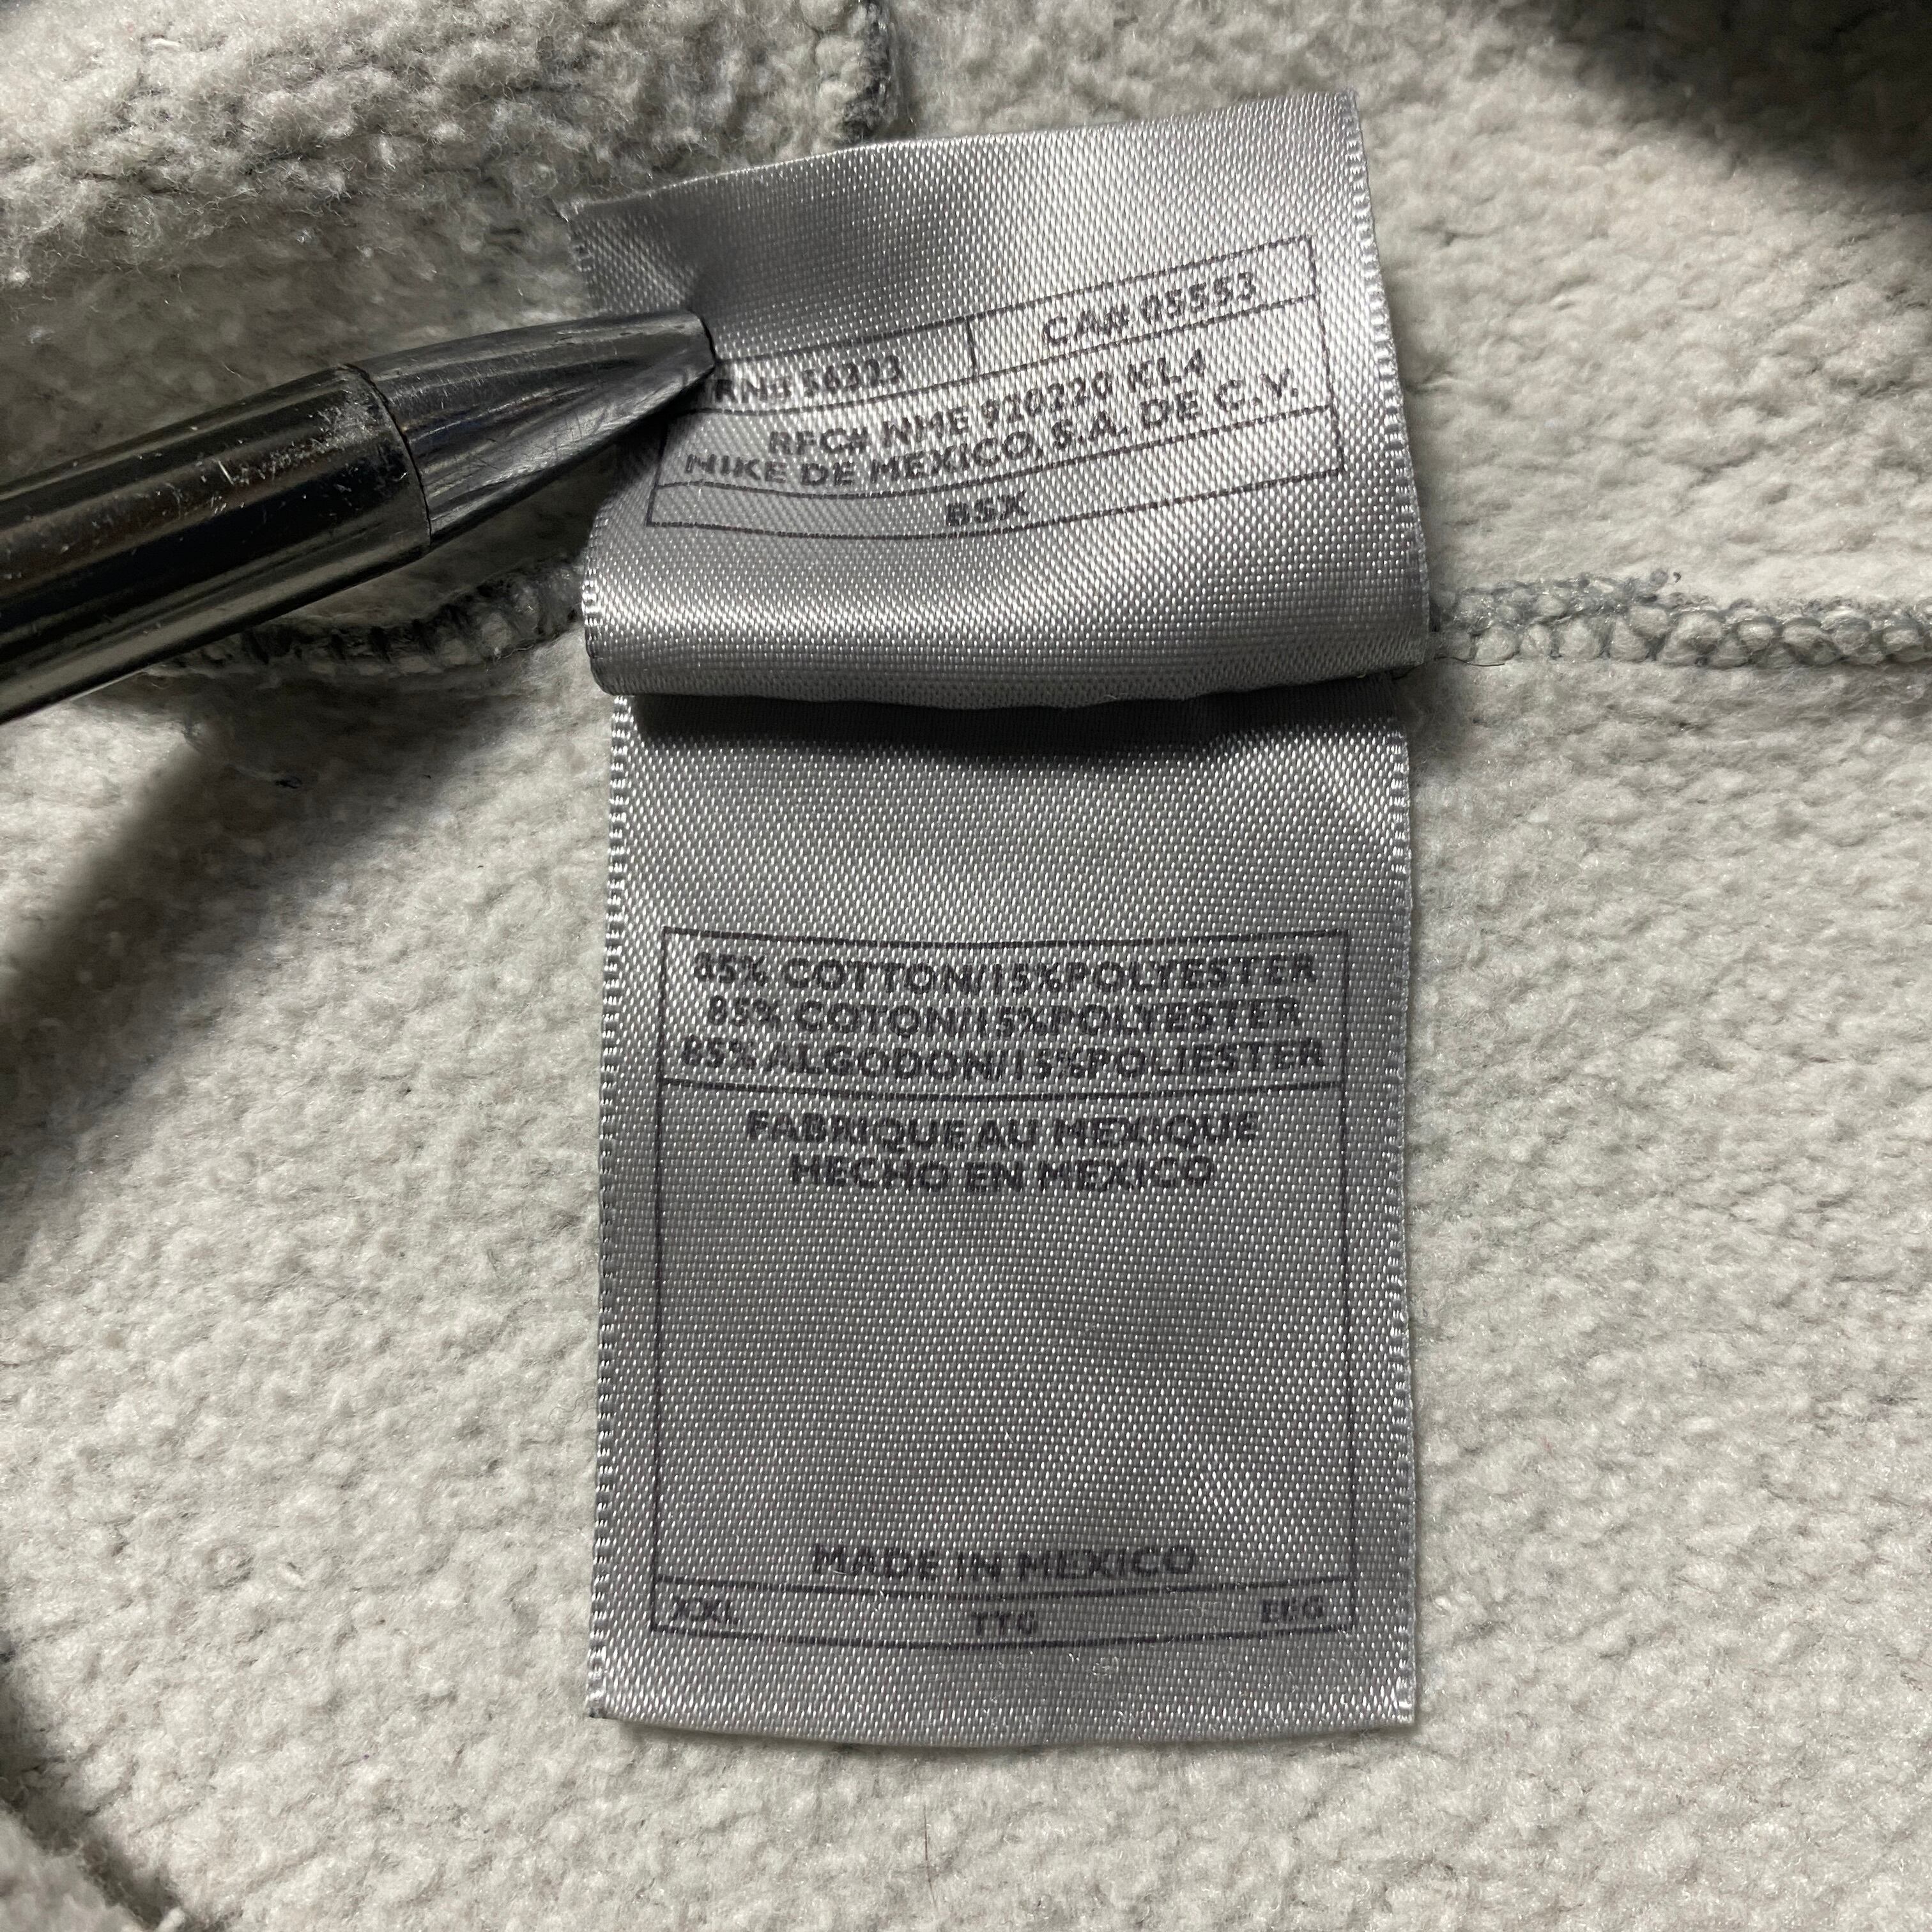 RN# 56323 CA# 05553
RFC# NME 920220 KL4
NIKE DE MEXICO, S.A. DE C.V.
BSX
85% COTTON/15%POLYESTER
85% COTON/15%POLYESTER
85% ALGODON/15%POLIESTER
FABRIQUE AU MEXIQUE
HECHO EN MEXICO
MADE IN MEXICO
XXL TTG EEG